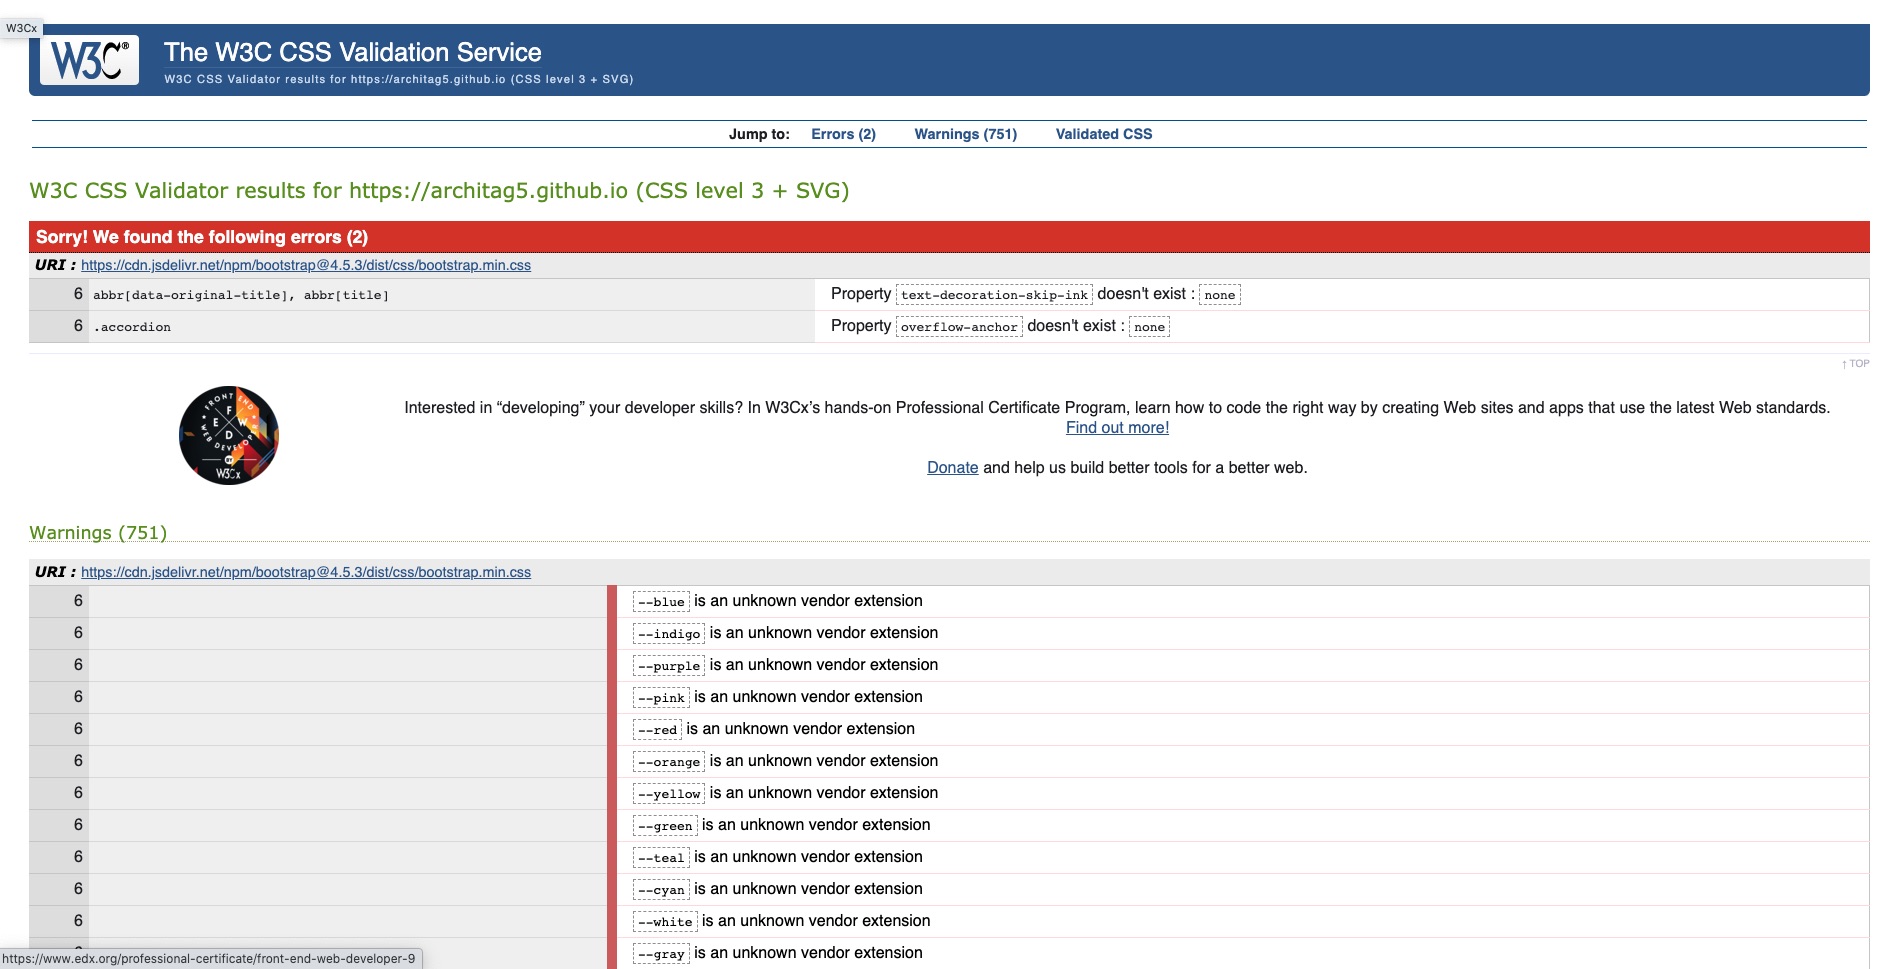 W3Cx
W3C®
The W3C CSS Validation Service
W3C CSS Validator results for https://architag5.github.io (CSS level 3 + SVG)
Jump to: Errors (2) Warnings (751) Validated CSS
W3C CSS Validator results for https://architag5.github.io (CSS level 3 + SVG)
Sorry! We found the following errors (2)
URI : https://cdn.jsdelivr.net/npm/bootstrap@4.5.3/dist/css/bootstrap.min.css
6 abbr[data-original-title], abbr[title] Property text-decoration-skip-ink doesn't exist : none
6 .accordion Property overflow-anchor doesn't exist : none
↑ TOP
FRONT END
F
E W
D
WEB DEVELOPER
BY
W3Cx
Interested in “developing” your developer skills? In W3Cx’s hands-on Professional Certificate Program, learn how to code the right way by creating Web sites and apps that use the latest Web standards.
Find out more!
Donate and help us build better tools for a better web.
Warnings (751)
URI : https://cdn.jsdelivr.net/npm/bootstrap@4.5.3/dist/css/bootstrap.min.css
6 --blue is an unknown vendor extension
6 --indigo is an unknown vendor extension
6 --purple is an unknown vendor extension
6 --pink is an unknown vendor extension
6 --red is an unknown vendor extension
6 --orange is an unknown vendor extension
6 --yellow is an unknown vendor extension
6 --green is an unknown vendor extension
6 --teal is an unknown vendor extension
6 --cyan is an unknown vendor extension
6 --white is an unknown vendor extension
--gray is an unknown vendor extension
https://www.edx.org/professional-certificate/front-end-web-developer-9